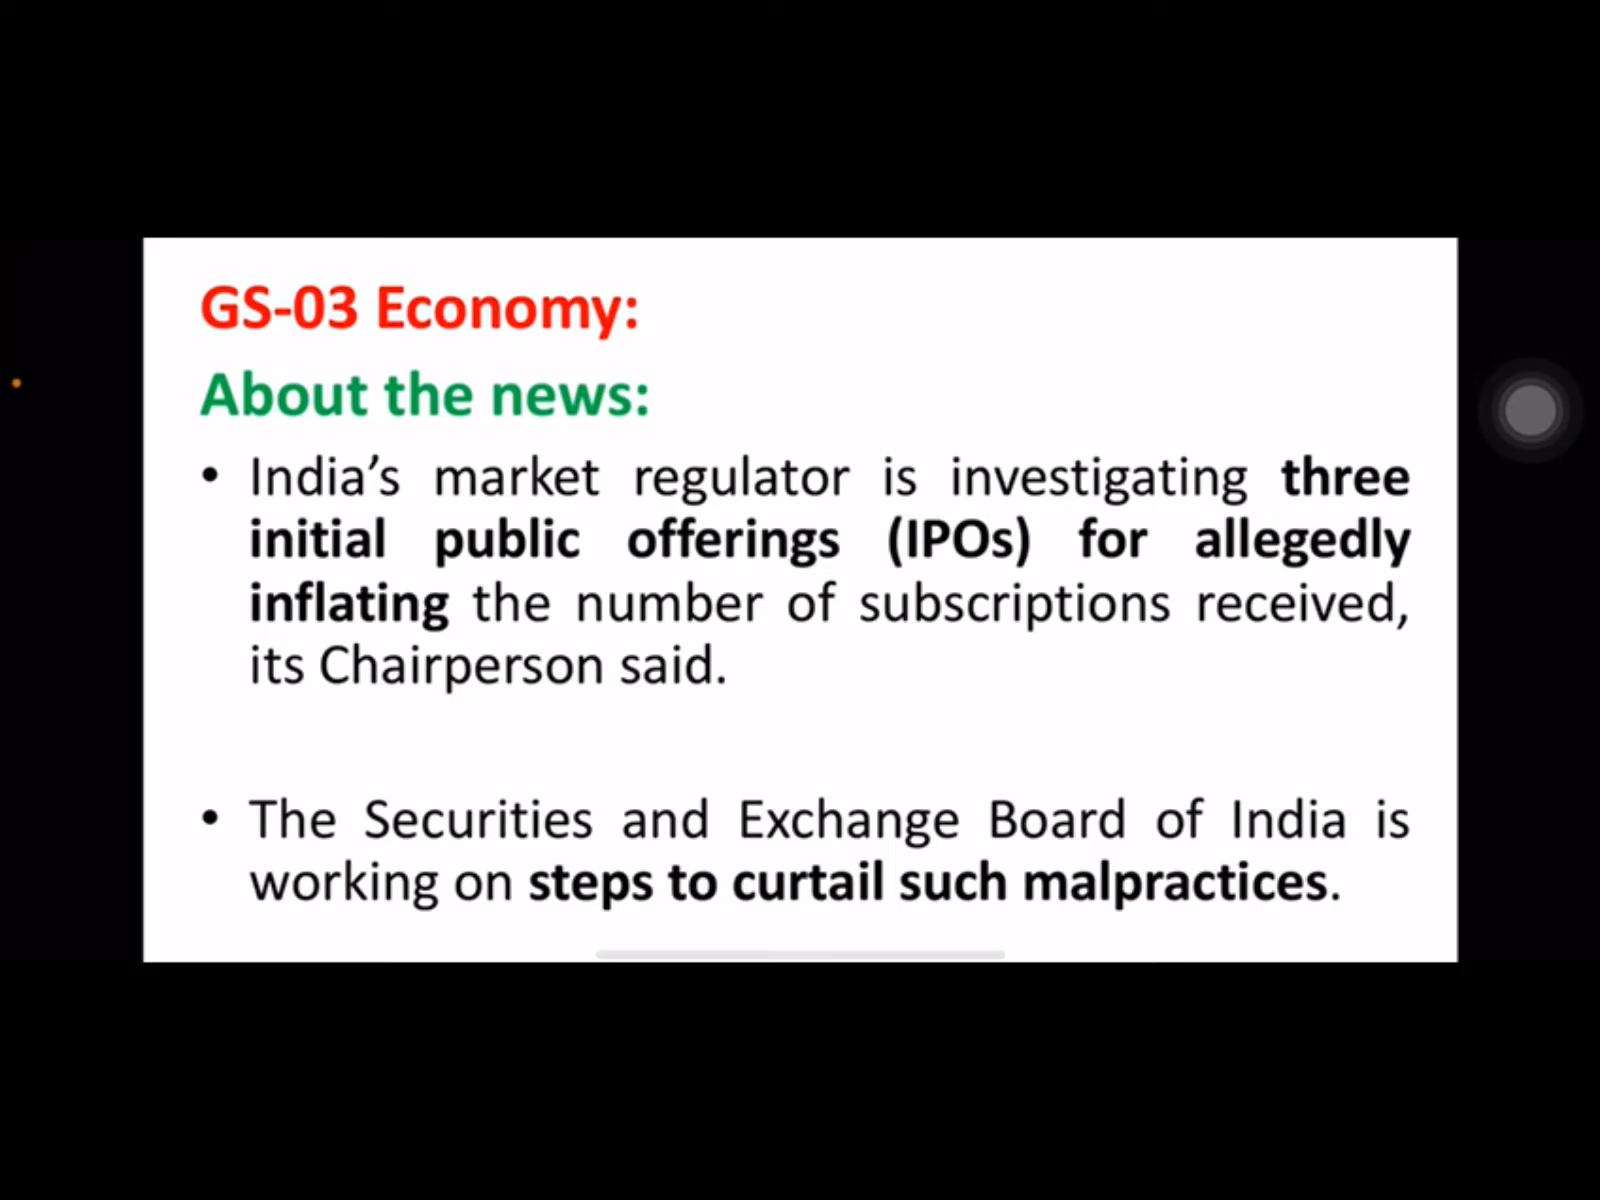 GS-03 Economy:
About the news:
• India’s market regulator is investigating three
initial public offerings (IPOs) for allegedly
inflating the number of subscriptions received,
its Chairperson said.
• The Securities and Exchange Board of India is
working on steps to curtail such malpractices.